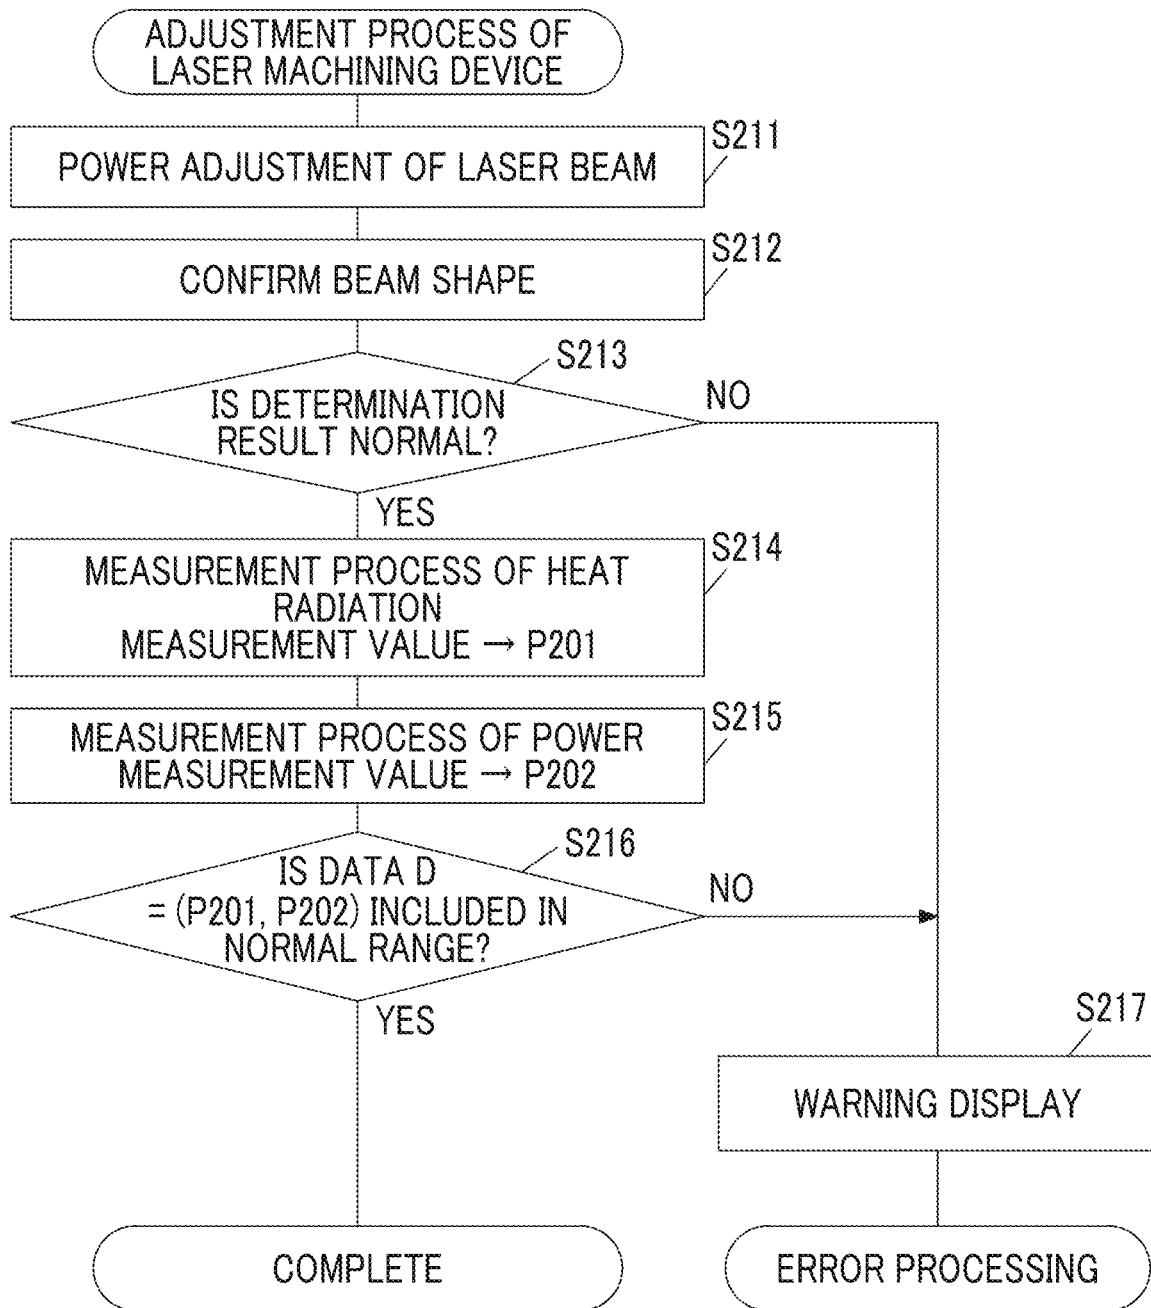 ADJUSTMENT PROCESS OF
LASER MACHINING DEVICE
S211
POWER ADJUSTMENT OF LASER BEAM
S212
CONFIRM BEAM SHAPE
S213
IS DETERMINATION
RESULT NORMAL?
NO
YES
S214
MEASUREMENT PROCESS OF HEAT
RADIATION
MEASUREMENT VALUE → P201
S215
MEASUREMENT PROCESS OF POWER
MEASUREMENT VALUE → P202
S216
IS DATA D
= (P201, P202) INCLUDED IN
NORMAL RANGE?
NO
YES
S217
WARNING DISPLAY
COMPLETE
ERROR PROCESSING